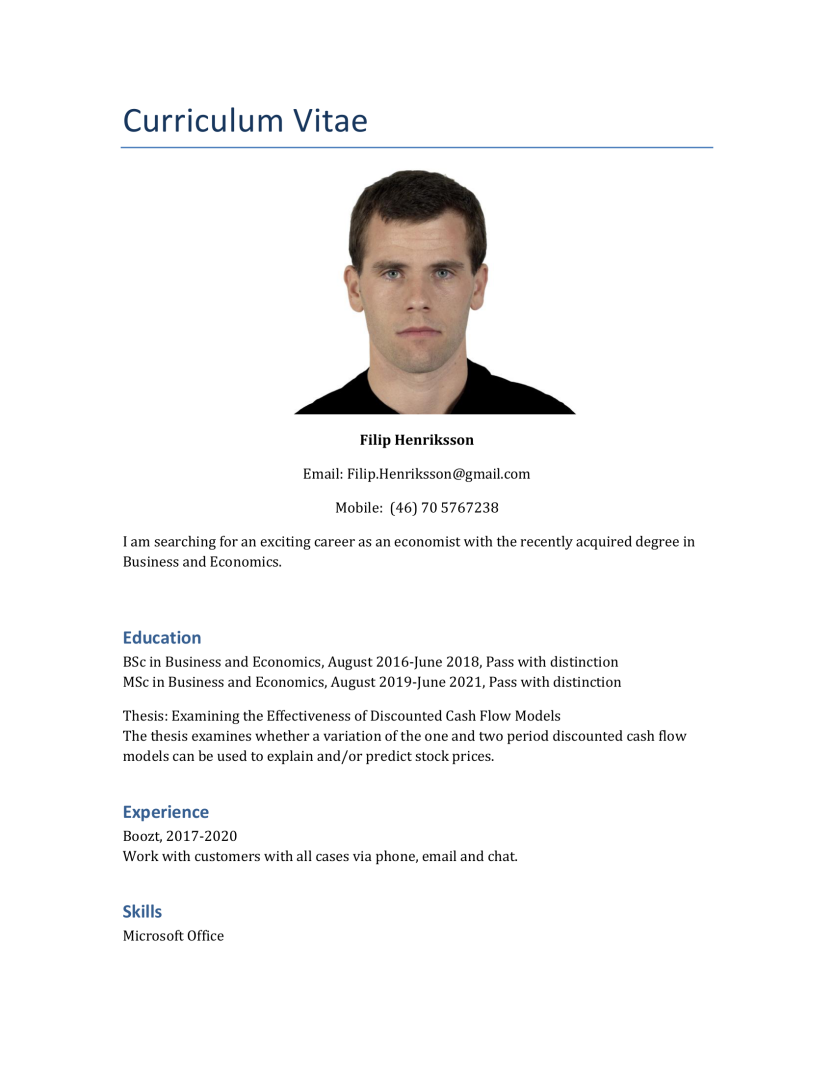 Curriculum Vitae
Filip Henriksson
Email: Filip.Henriksson@gmail.com
Mobile:  (46) 70 5767238
I am searching for an exciting career as an economist with the recently acquired degree in
Business and Economics.
Education
BSc in Business and Economics, August 2016-June 2018, Pass with distinction
MSc in Business and Economics, August 2019-June 2021, Pass with distinction
Thesis: Examining the Effectiveness of Discounted Cash Flow Models
The thesis examines whether a variation of the one and two period discounted cash flow
models can be used to explain and/or predict stock prices.
Experience
Boozt, 2017-2020
Work with customers with all cases via phone, email and chat.
Skills
Microsoft Office